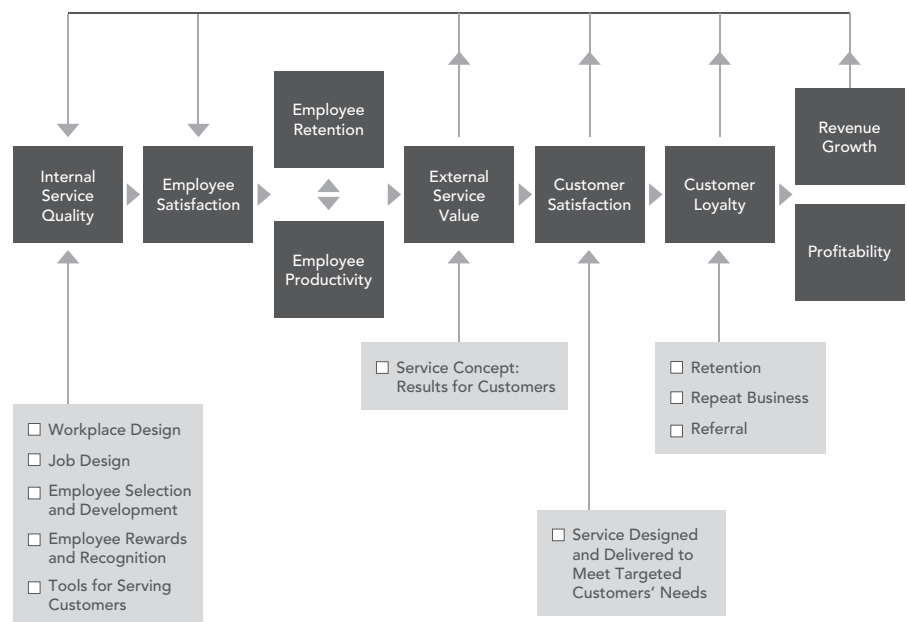 Employee
Retention
Revenue
Growth
Internal
Service
Quality
Employee
Satisfaction
External
Service
Value
Customer
Satisfaction
Customer
Loyalty
Employee
Productivity
Profitability
Service Concept:
Results for Customers
Retention
Repeat Business
Referral
Workplace Design
Job Design
Employee Selection
and Development
Employee Rewards
and Recognition
Tools for Serving
Customers
Service Designed
and Delivered to
Meet Targeted
Customers’ Needs